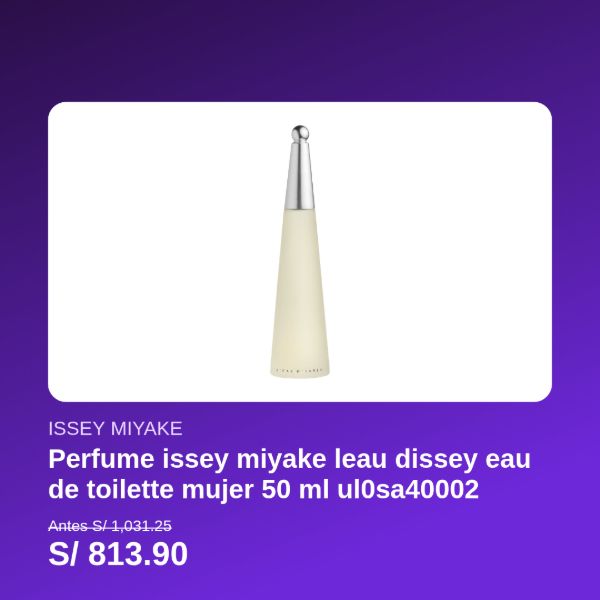 ISSEY MIYAKE
Perfume issey miyake leau dissey eau
de toilette mujer 50 ml ul0sa40002
Antes S/ 1,031.25
S/ 813.90